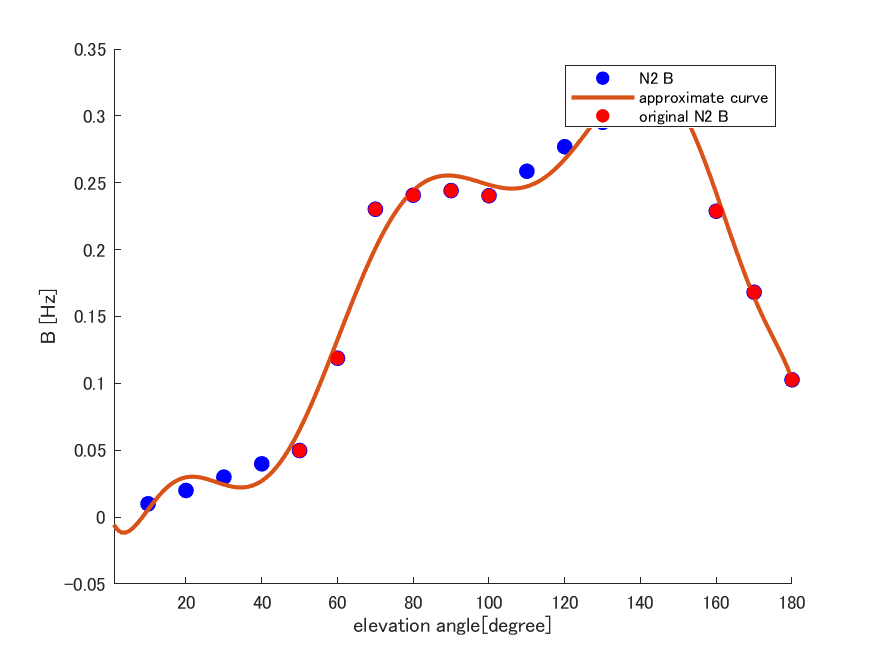 0.35
0.3
0.25
0.2
0.15
0.1
0.05
0
-0.05
B [Hz]
N2 B
approximate curve
original N2 B
20 40 60 80 100 120 140 160 180
elevation angle[degree]